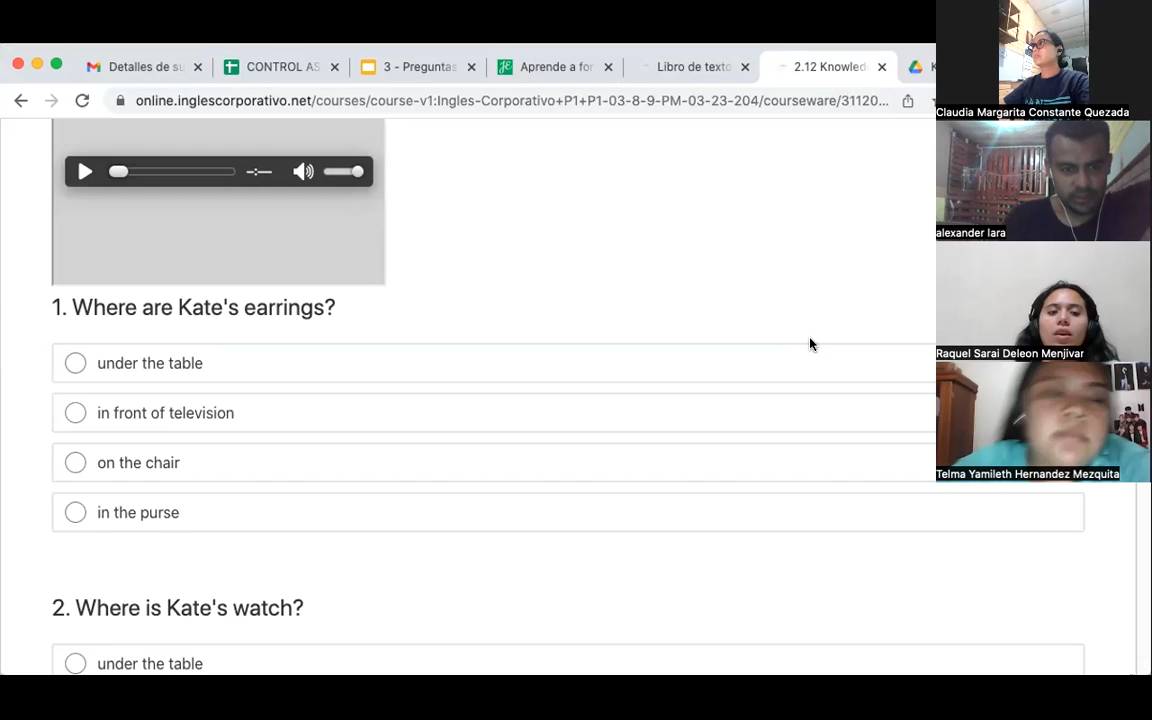 Detalles de su
CONTROL AS
3 - Preguntas
Aprende a for
Libro de texto
2.12 Knowled
K
online.inglescorporativo.net/courses/course-v1:Ingles-Corporativo+P1+P1-03-8-9-PM-03-23-204/courseware/31120...
Claudia Margarita Constante Quezada
alexander lara
Raquel Sarai Deleon Menjivar
Telma Yamileth Hernandez Mezquita
1. Where are Kate's earrings?
under the table
in front of television
on the chair
in the purse
2. Where is Kate's watch?
under the table